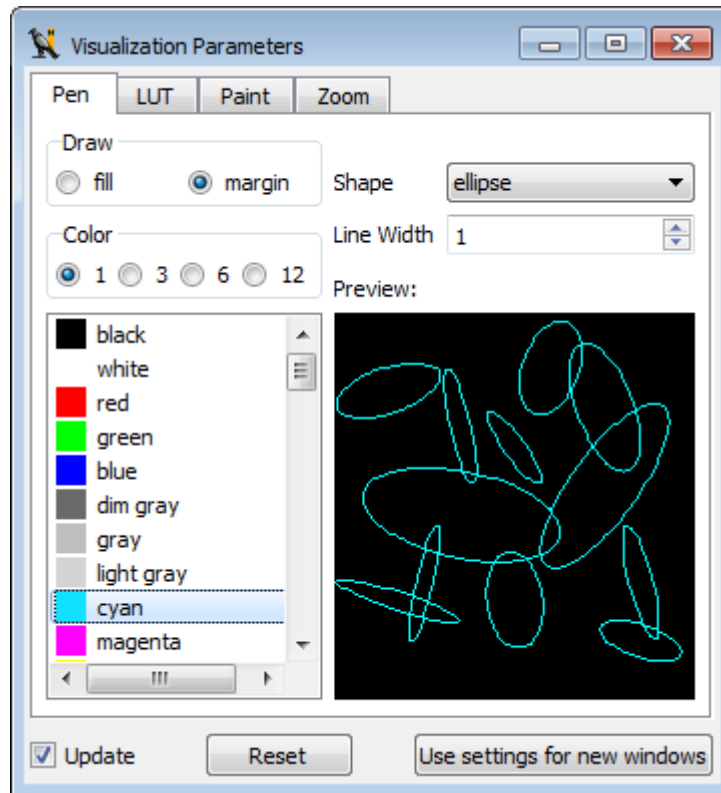 Visualization Parameters
Pen LUT Paint Zoom
Draw
fill margin
Shape ellipse
Color
Line Width 1
1 3 6 12
Preview:
black
white
red
green
blue
dim gray
gray
light gray
cyan
magenta
Update Reset Use settings for new windows